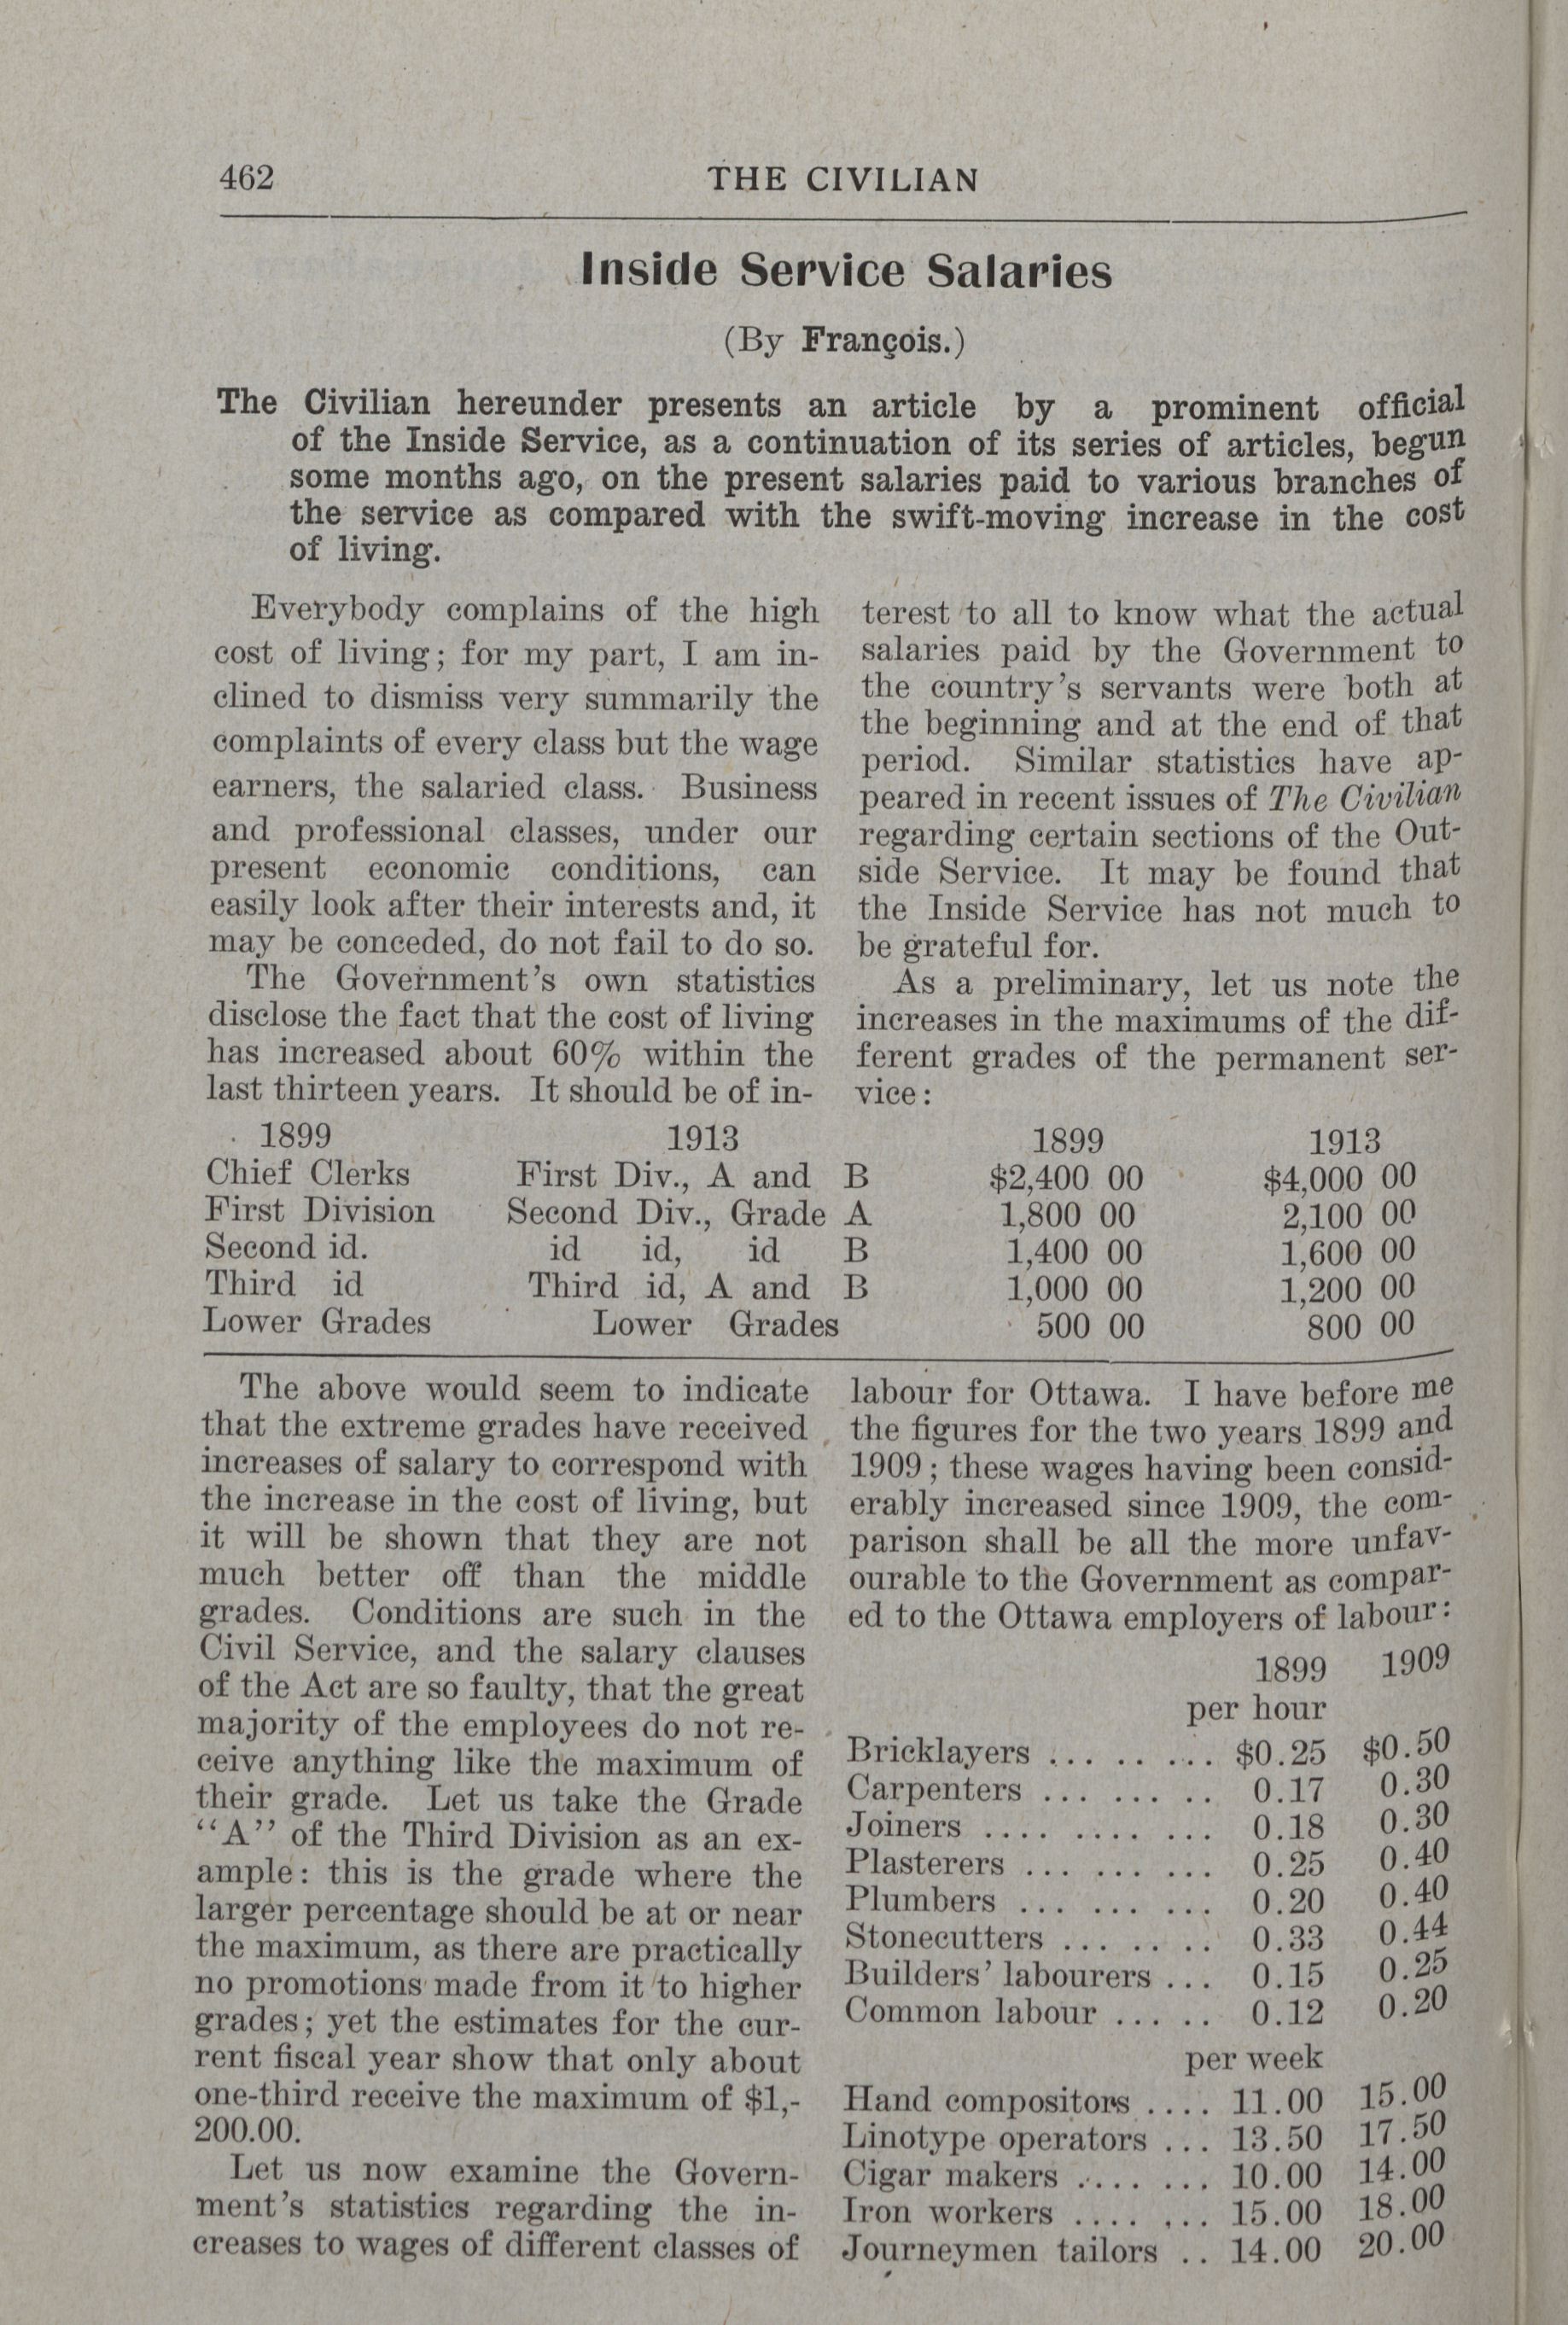 462
THE CIVILIAN
Inside Service Salaries
(By François.)
The Civilian hereunder presents an article by a prominent official
of the Inside Service, as a continuation of its series of articles, begun
some months ago, on the present salaries paid to various branches of
the service as compared with the swift-moving increase in the cost
of living.
Everybody complains of the high
cost of living; for my part, I am in-
clined to dismiss very summarily the
complaints of every class but the wage
earners, the salaried class. Business
and professional classes, under our
present economic conditions, can
easily look after their interests and, it
may be conceded, do not fail to do so.
The Government's own statistics
disclose the fact that the cost of living
has increased about 60% within the
last thirteen years. It should be of in-
terest to all to know what the actual
salaries paid by the Government to
the country's servants were both at
the beginning and at the end of that
period. Similar statistics have ap-
peared in recent issues of The Civilian
regarding certain sections of the Out-
side Service. It may be found that
the Inside Service has not much to
be grateful for.
As a preliminary, let us note the
increases in the maximums of the dif-
ferent grades of the permanent ser-
vice:
1899 1913 1899 1913
Chief Clerks First Div., A and B $2,400 00 $4,000 00
First Division Second Div., Grade A 1,800 00 2,100 00
Second id. id id, id B 1,400 00 1,600 00
Third id Third id, A and B 1,000 00 1,200 00
Lower Grades Lower Grades 500 00 800 00
The above would seem to indicate
that the extreme grades have received
increases of salary to correspond with
the increase in the cost of living, but
it will be shown that they are not
much better off than the middle
grades. Conditions are such in the
Civil Service, and the salary clauses
of the Act are so faulty, that the great
majority of the employees do not re-
ceive anything like the maximum of
their grade. Let us take the Grade
"A" of the Third Division as an ex-
ample: this is the grade where the
larger percentage should be at or near
the maximum, as there are practically
no promotions made from it to higher
grades; yet the estimates for the cur-
rent fiscal year show that only about
one-third receive the maximum of $1,-
200.00.
Let us now examine the Govern-
ment's statistics regarding the in-
creases to wages of different classes of
labour for Ottawa. I have before me
the figures for the two years 1899 and
1909; these wages having been consid-
erably increased since 1909, the com-
parison shall be all the more unfav-
ourable to the Government as compar-
ed to the Ottawa employers of labour:
1899 1909
per hour
Bricklayers ... .. ... $0.25 $0.50
Carpenters ... ... .. 0.17 0.30
Joiners .... .... ... 0.18 0.30
Plasterers ... ... ... 0.25 0.40
Plumbers ... ... ... 0.20 0.40
Stonecutters ... .. .. 0.33 0.44
Builders' labourers ... 0.15 0.25
Common labour ... .. 0.12 0.20
per week
Hand compositors .... 11.00 15.00
Linotype operators ... 13.50 17.50
Cigar makers .... ... 10.00 14.00
Iron workers .... ... 15.00 18.00
Journeymen tailors .. 14.00 20.00